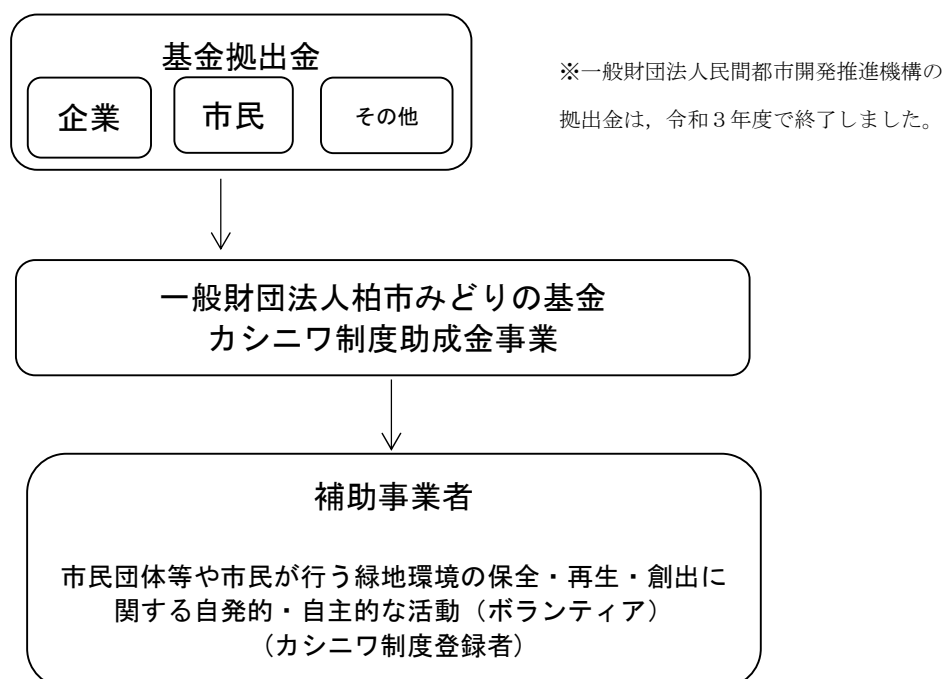 基金拠出金
企業
市民
その他
※一般財団法人民間都市開発推進機構の
拠出金は，令和３年度で終了しました。
一般財団法人柏市みどりの基金
カシニワ制度助成金事業
補助事業者
市民団体等や市民が行う緑地環境の保全・再生・創出に
関する自発的・自主的な活動（ボランティア）
（カシニワ制度登録者）